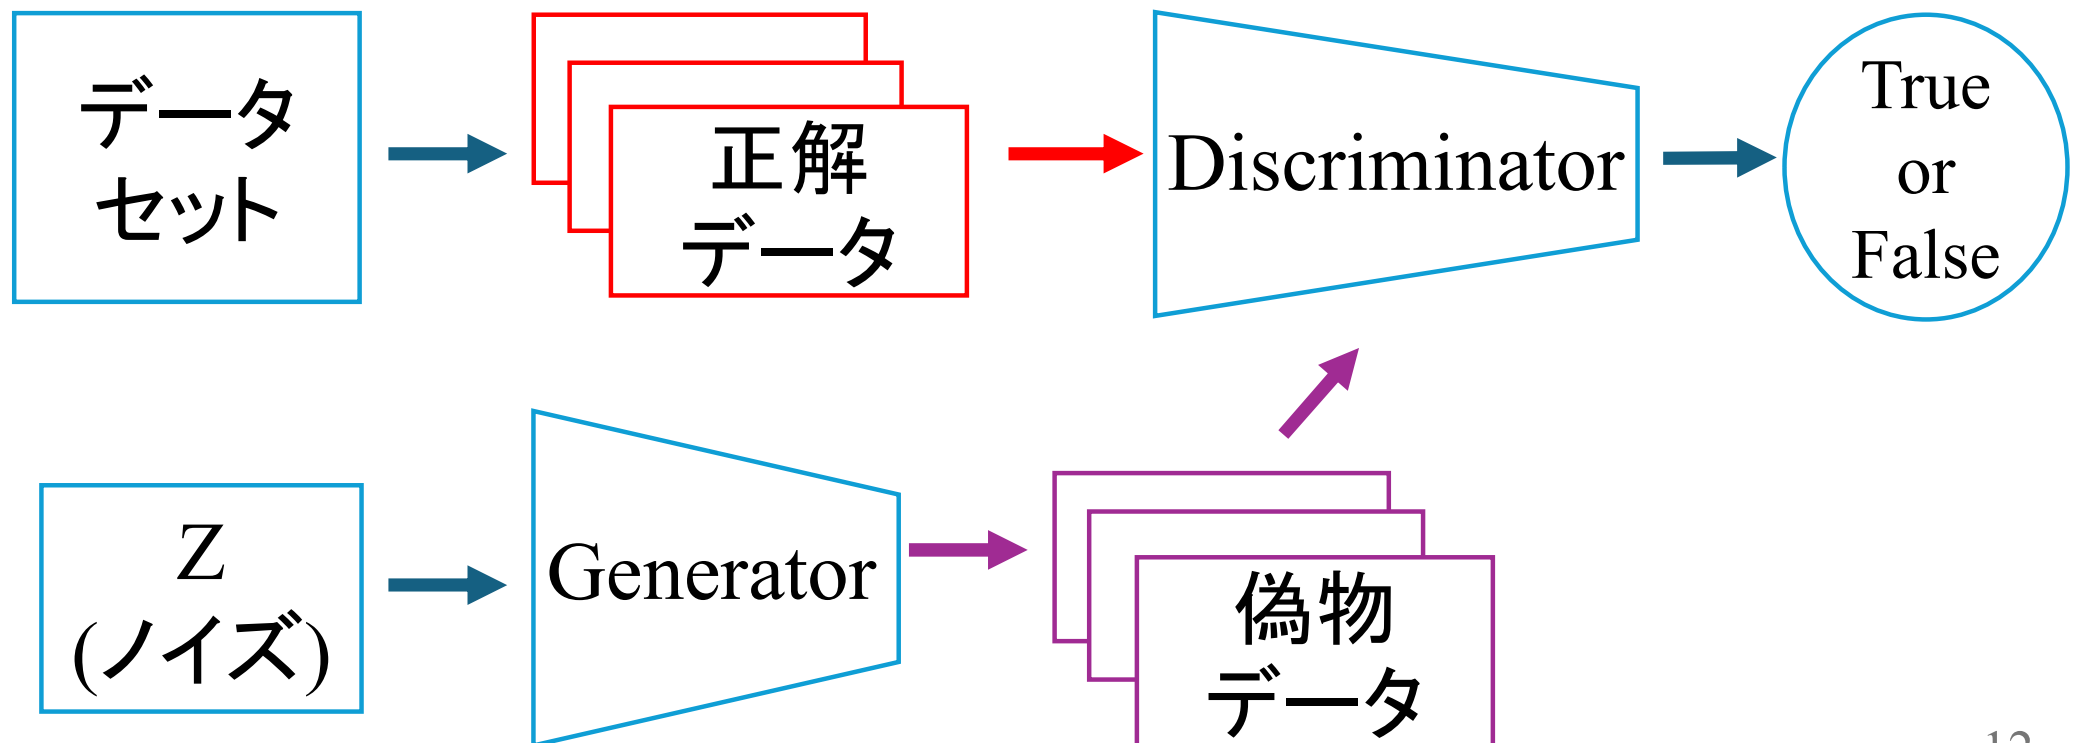 データ
セット
正解
データ
Discriminator
True
or
False
Z
(ノイズ)
Generator
偽物
データ
12